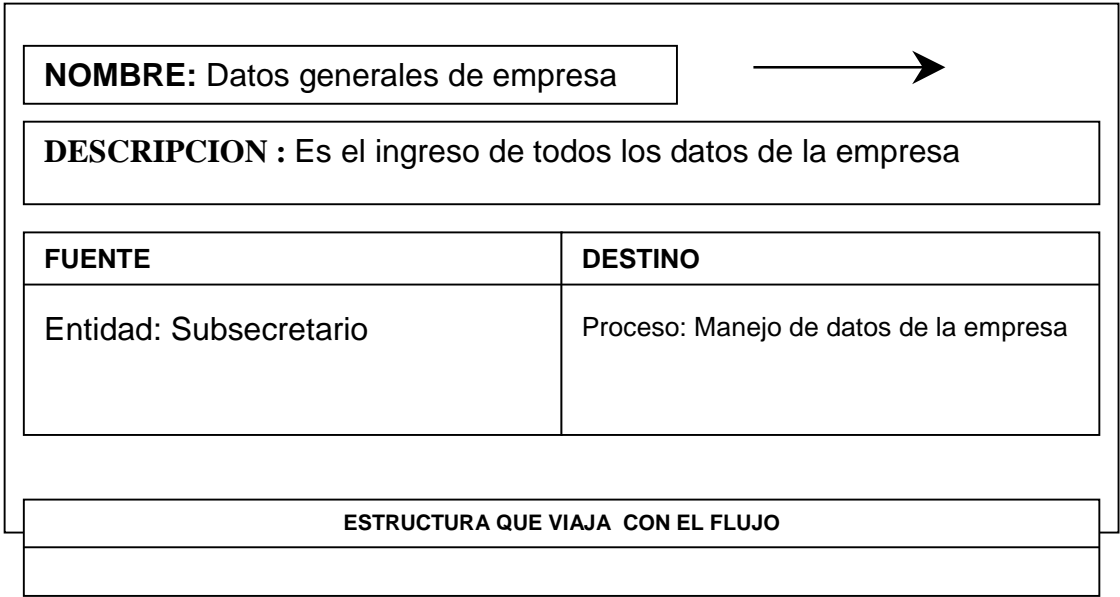 NOMBRE: Datos generales de empresa
DESCRIPCION : Es el ingreso de todos los datos de la empresa
FUENTE
DESTINO
Entidad: Subsecretario
Proceso: Manejo de datos de la empresa
ESTRUCTURA QUE VIAJA CON EL FLUJO